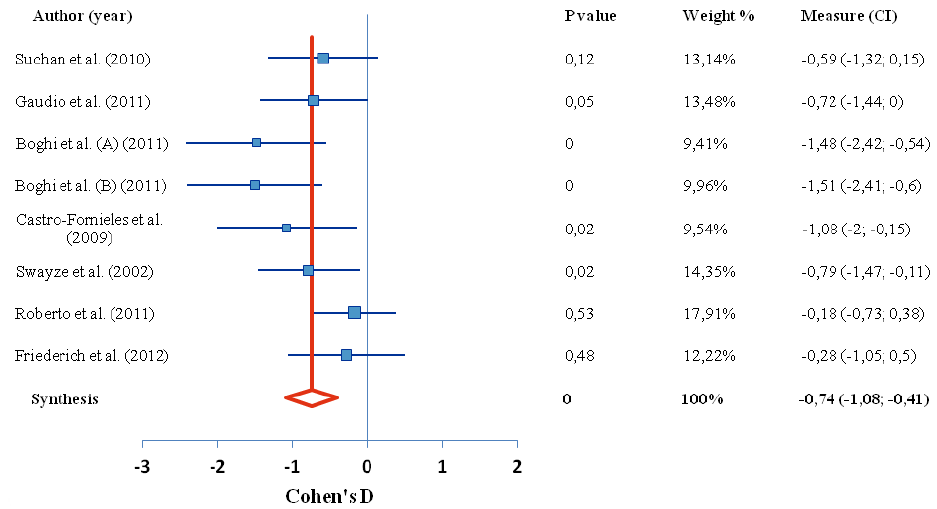 Author (year) P value Weight % Measure (CI)
Suchan et al. (2010) 0,12 13,14% -0,59 (-1,32; 0,15)
Gaudio et al. (2011) 0,05 13,48% -0,72 (-1,44; 0)
Boghi et al. (A) (2011) 0 9,41% -1,48 (-2,42; -0,54)
Boghi et al. (B) (2011) 0 9,96% -1,51 (-2,41; -0,6)
Castro-Fornieles et al.
(2009) 0,02 9,54% -1,08 (-2; -0,15)
Swayze et al. (2002) 0,02 14,35% -0,79 (-1,47; -0,11)
Roberto et al. (2011) 0,53 17,91% -0,18 (-0,73; 0,38)
Friederich et al. (2012) 0,48 12,22% -0,28 (-1,05; 0,5)
Synthesis 0 100% -0,74 (-1,08; -0,41)
-3 -2 -1 0 1 2
Cohen's D